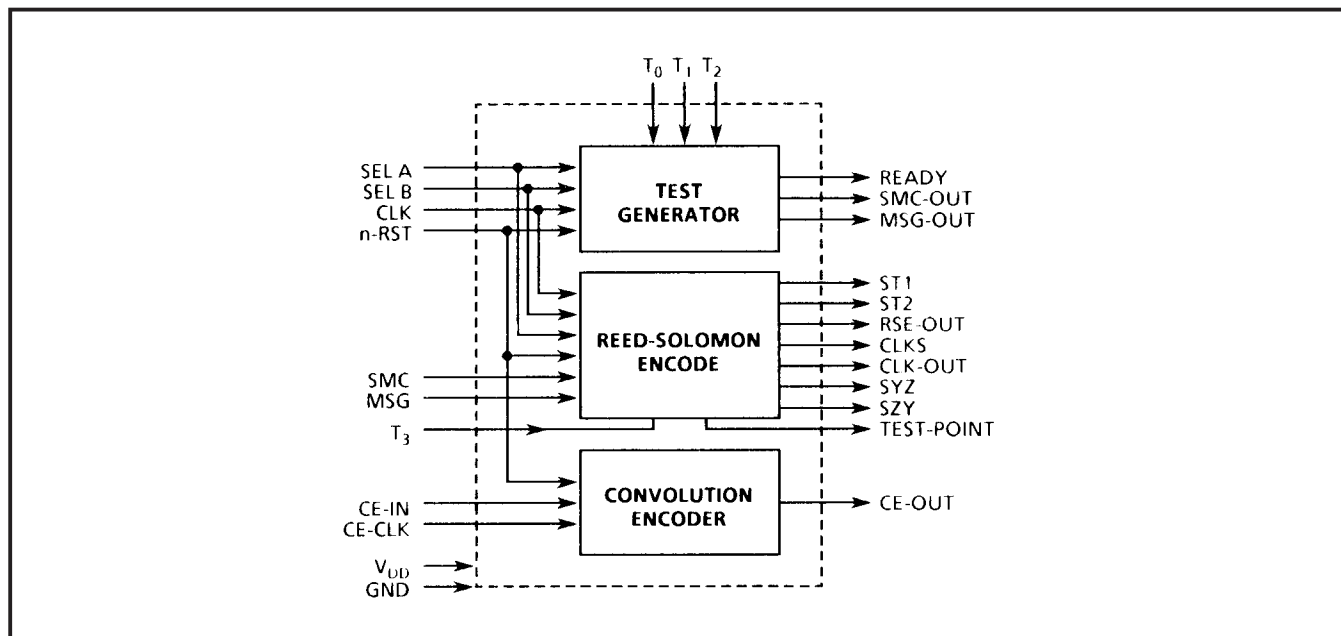 T0 T1 T2
SEL A
SEL B
CLK
n-RST
TEST
GENERATOR
READY
SMC-OUT
MSG-OUT
SMC
MSG
T3
REED-SOLOMON
ENCODE
ST1
ST2
RSE-OUT
CLKS
CLK-OUT
SYZ
SZY
TEST-POINT
CE-IN
CE-CLK
CONVOLUTION
ENCODER
CE-OUT
VDD
GND